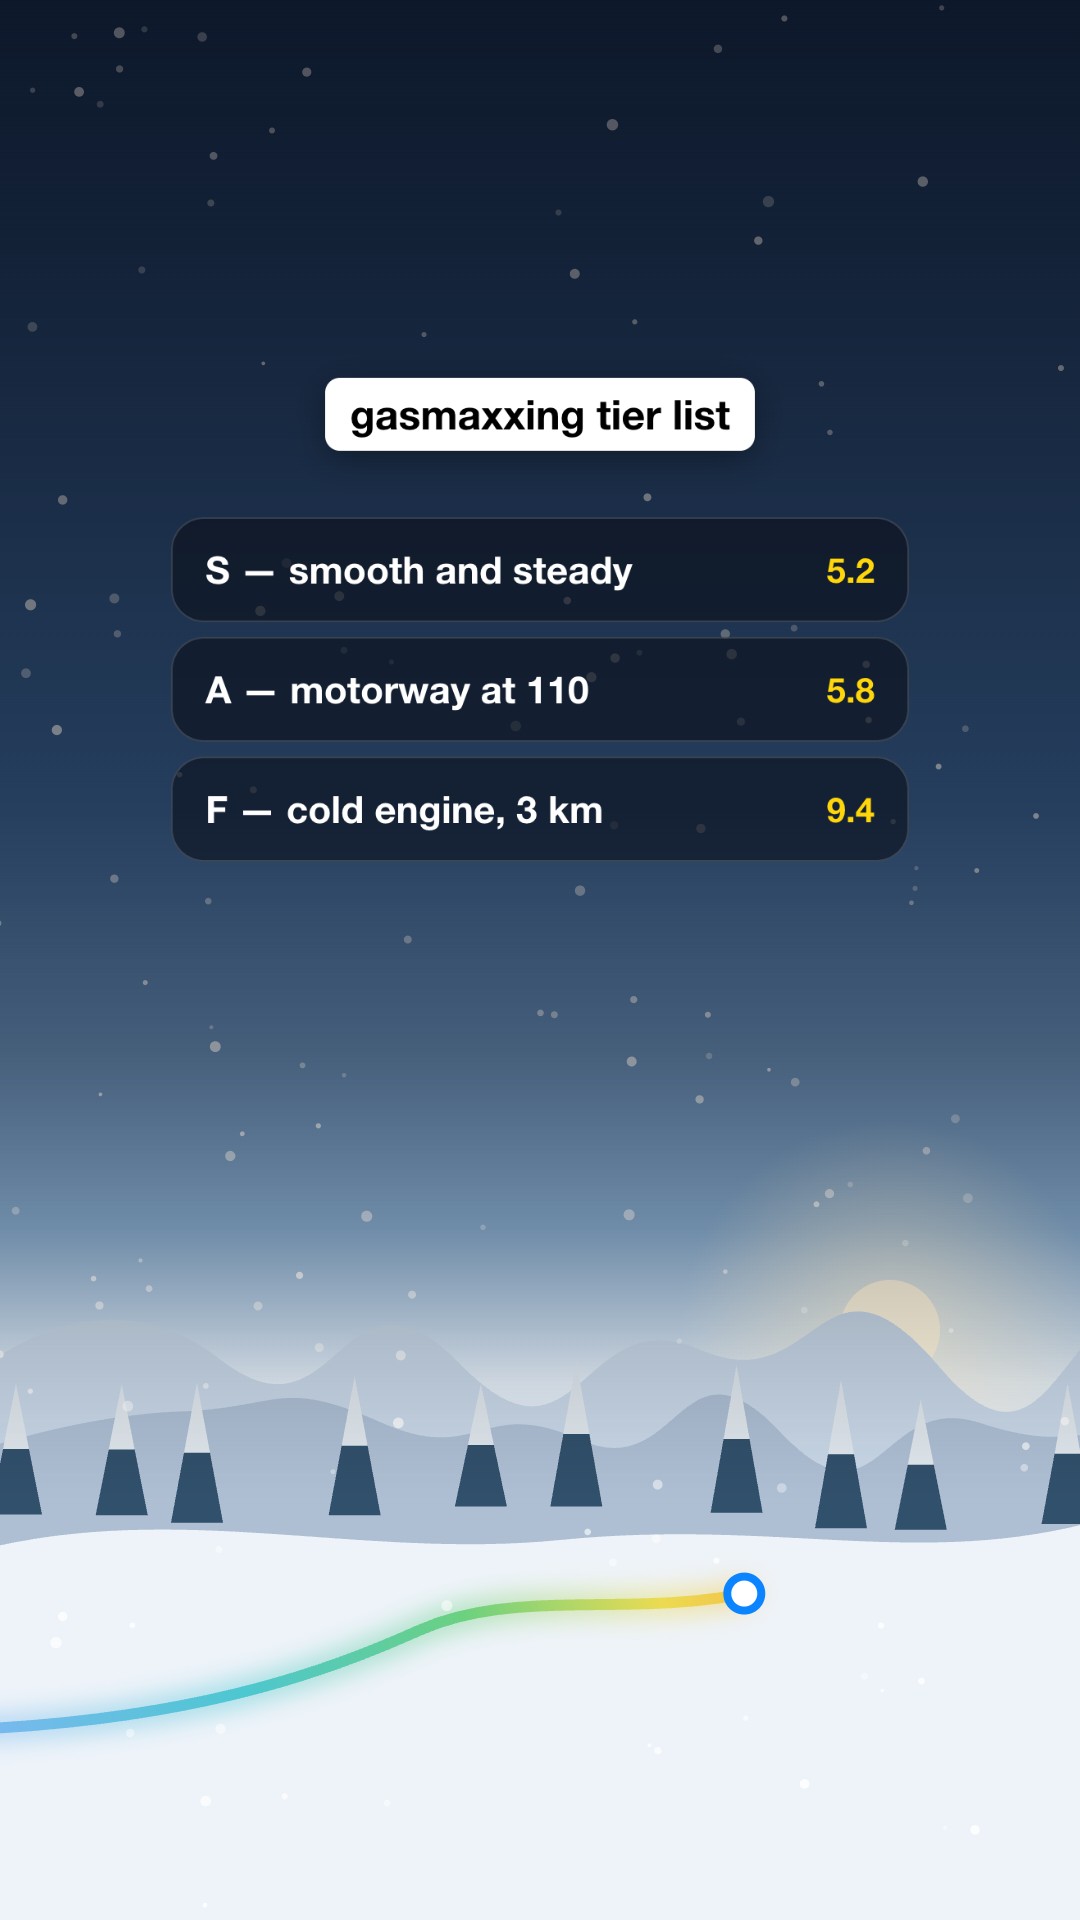 gasmaxxing tier list
S — smooth and steady 5.2
A — motorway at 110 5.8
F — cold engine, 3 km 9.4